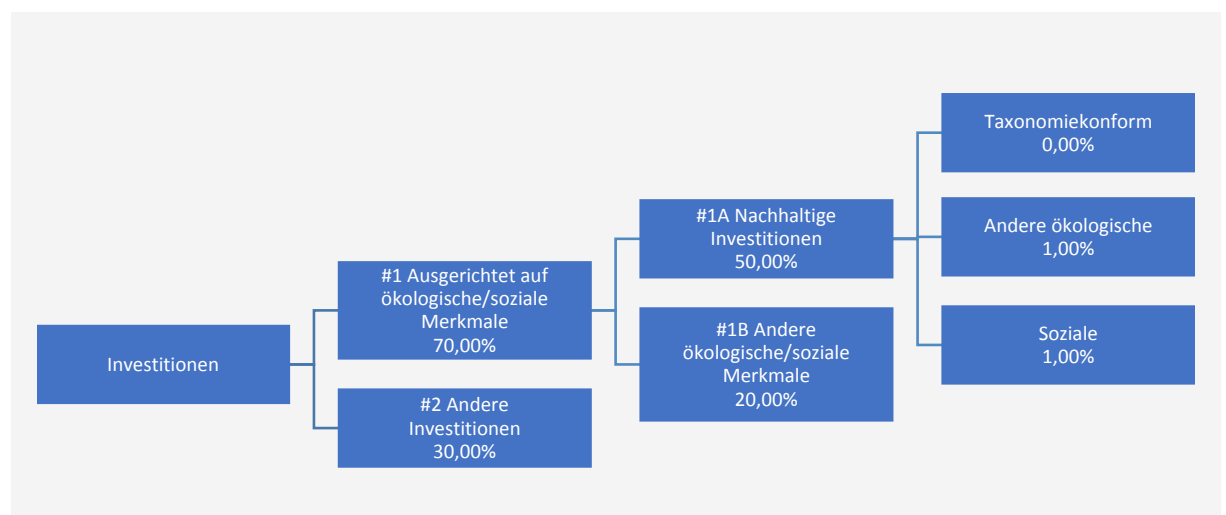 Investitionen
#1 Ausgerichtet auf
ökologische/soziale
Merkmale
70,00%
#2 Andere
Investitionen
30,00%
#1A Nachhaltige
Investitionen
50,00%
#1B Andere
ökologische/soziale
Merkmale
20,00%
Taxonomiekonform
0,00%
Andere ökologische
1,00%
Soziale
1,00%